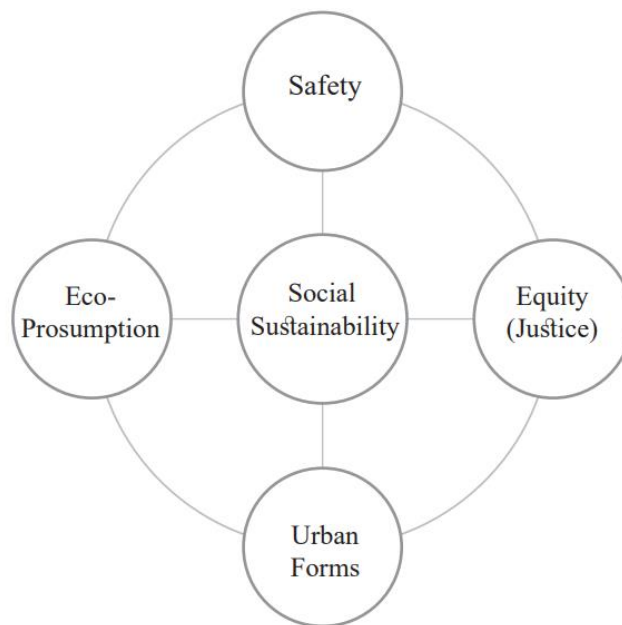 Safety
Eco-
Prosumption
Social
Sustainability
Equity
(Justice)
Urban
Forms